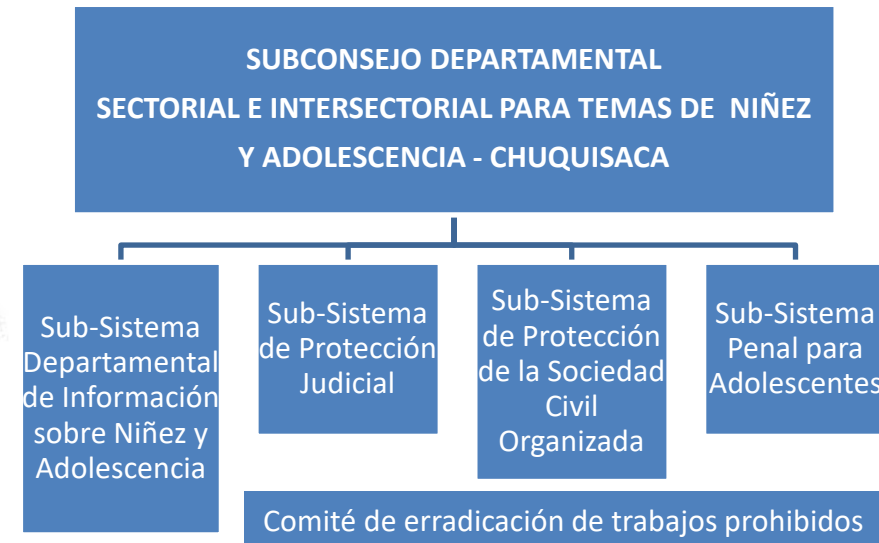 SUBCONSEJO DEPARTAMENTAL
SECTORIAL E INTERSECTORIAL PARA TEMAS DE NIÑEZ
Y ADOLESCENCIA - CHUQUISACA
Sub-Sistema
Departamental
de Información
sobre Niñez y
Adolescencia
Sub-Sistema
de Protección
Judicial
Sub-Sistema
de Protección
de la Sociedad
Civil
Organizada
Sub-Sistema
Penal para
Adolescentes
Comité de erradicación de trabajos prohibidos